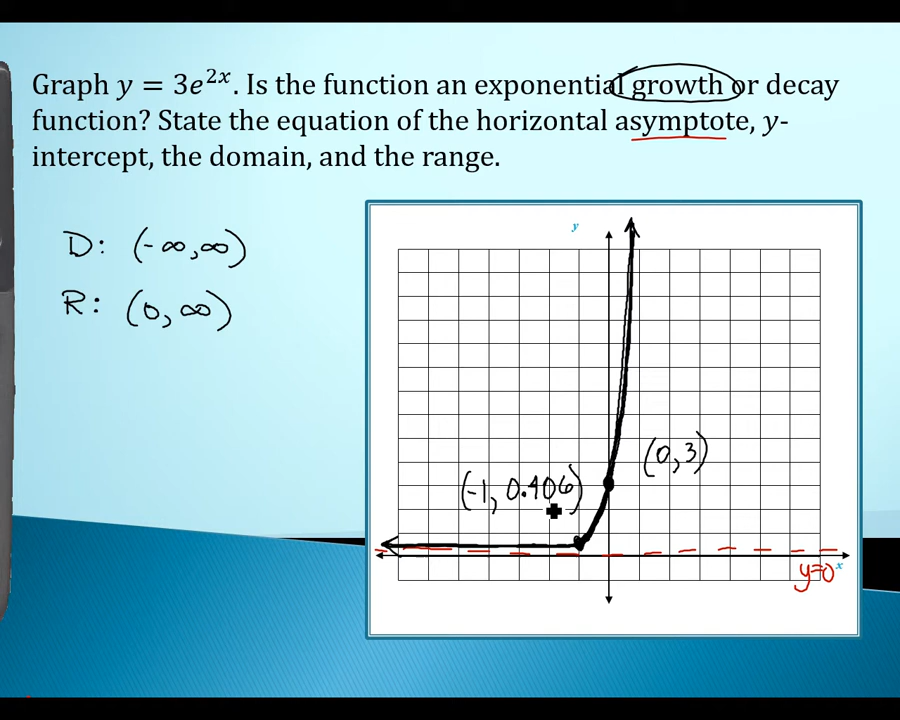 Graph y = 3e^{2x}. Is the function an exponential growth or decay
function? State the equation of the horizontal asymptote, y-
intercept, the domain, and the range.
D: (-∞,∞)
R: (0,∞)
y
(0,3)
(-1, 0.406)
y=0
x